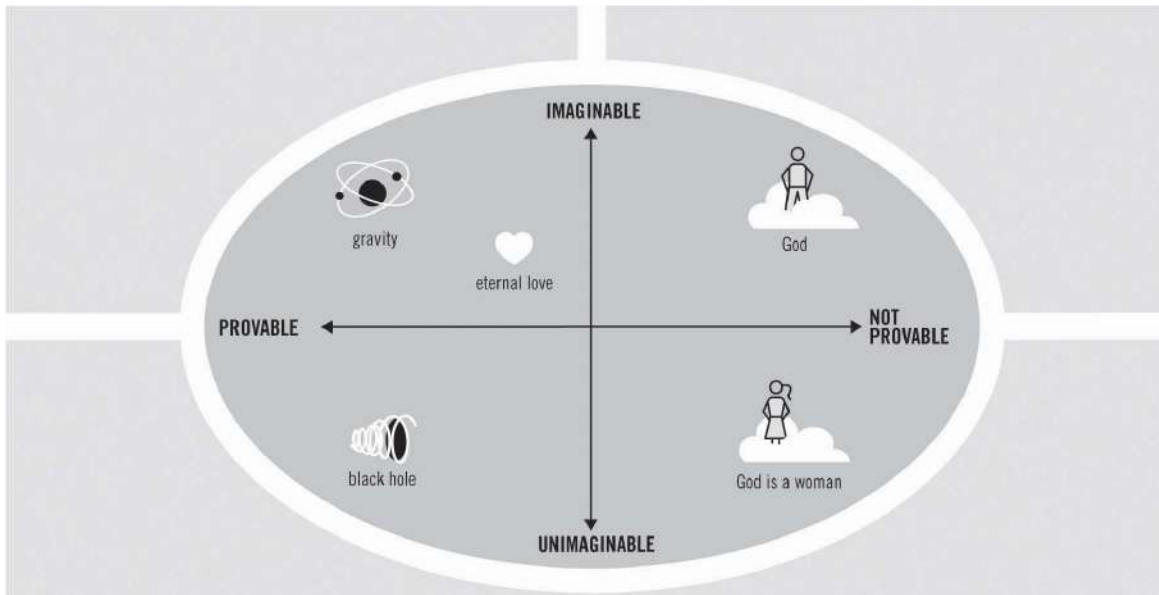 IMAGINABLE
gravity
God
eternal love
PROVABLE
NOT
PROVABLE
black hole
God is a woman
UNIMAGINABLE